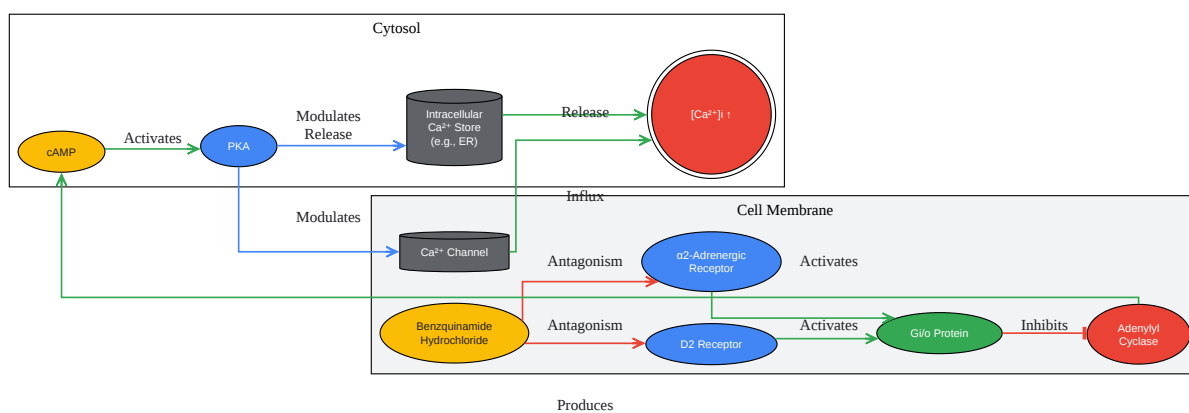 Cytosol
Modulates
Release
Intracellular
Ca²⁺ Store
(e.g., ER)
Release
[Ca²⁺]i ↑
Activates
cAMP
PKA
Influx
Cell Membrane
Modulates
Ca²⁺ Channel
Antagonism
α2-Adrenergic
Receptor
Activates
Benzquinamide
Hydrochloride
Antagonism
D2 Receptor
Activates
Gi/o Protein
Inhibits
Adenylyl
Cyclase
Produces